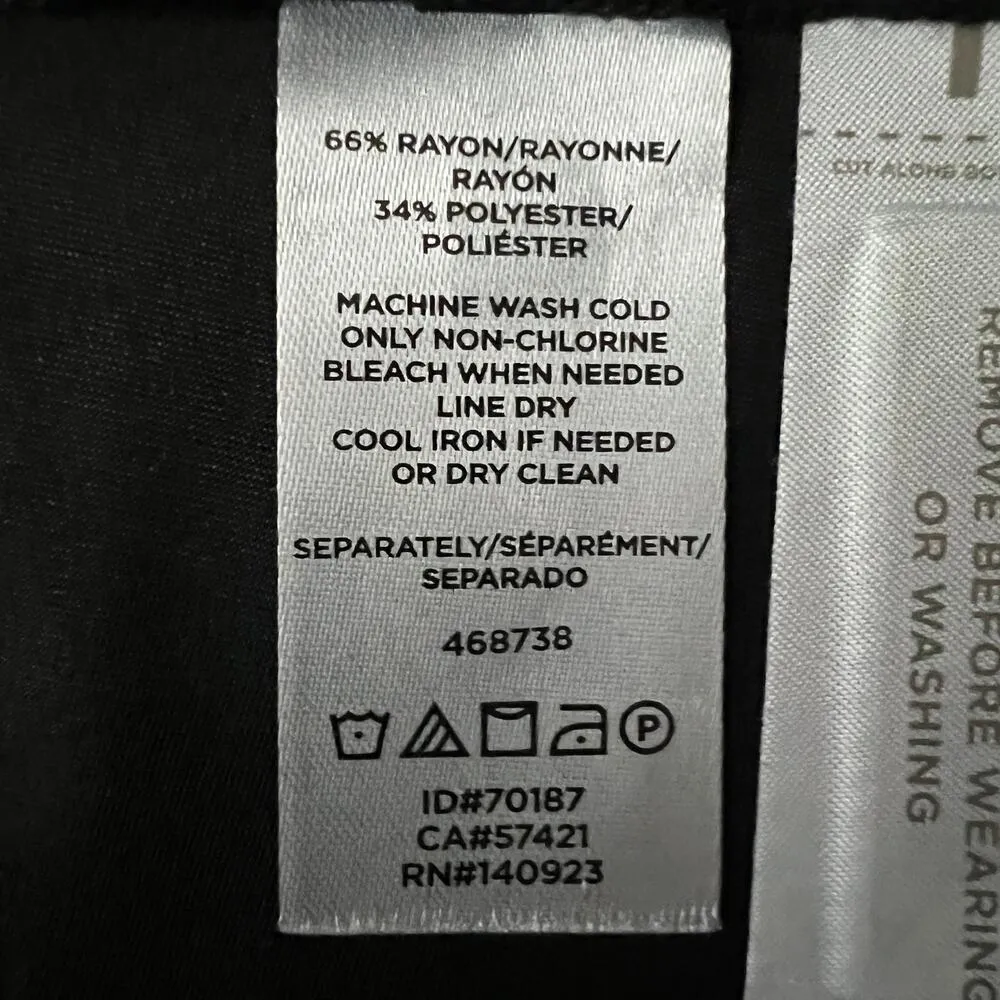 66% RAYON/RAYONNE/
RAYÓN
34% POLYESTER/
POLIÉSTER
MACHINE WASH COLD
ONLY NON-CHLORINE
BLEACH WHEN NEEDED
LINE DRY
COOL IRON IF NEEDED
OR DRY CLEAN
SEPARATELY/SÉPARÉMENT/
SEPARADO
468738
P
ID#70187
CA#57421
RN#140923
CUT ALONG
REMOVE BEFORE WEARING
OR WASHING